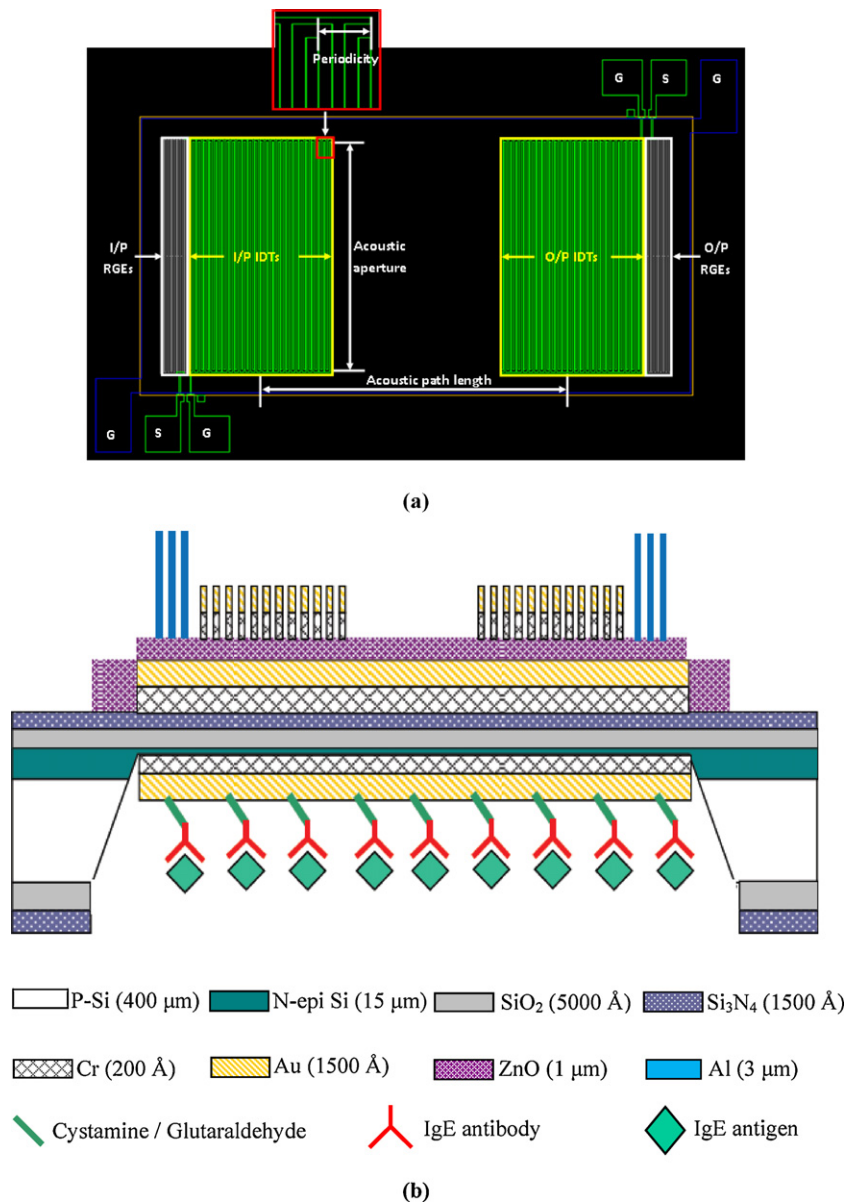 Periodicity
G S G
I/P
RGEs
I/P IDTs
Acoustic
aperture
O/P IDTs
O/P
RGEs
Acoustic path length
G S G
(a)
P-Si (400 μm)
N-epi Si (15 μm)
SiO₂ (5000 Å)
Si₃N₄ (1500 Å)
Cr (200 Å)
Au (1500 Å)
ZnO (1 μm)
Al (3 μm)
Cystamine / Glutaraldehyde
IgE antibody
IgE antigen
(b)